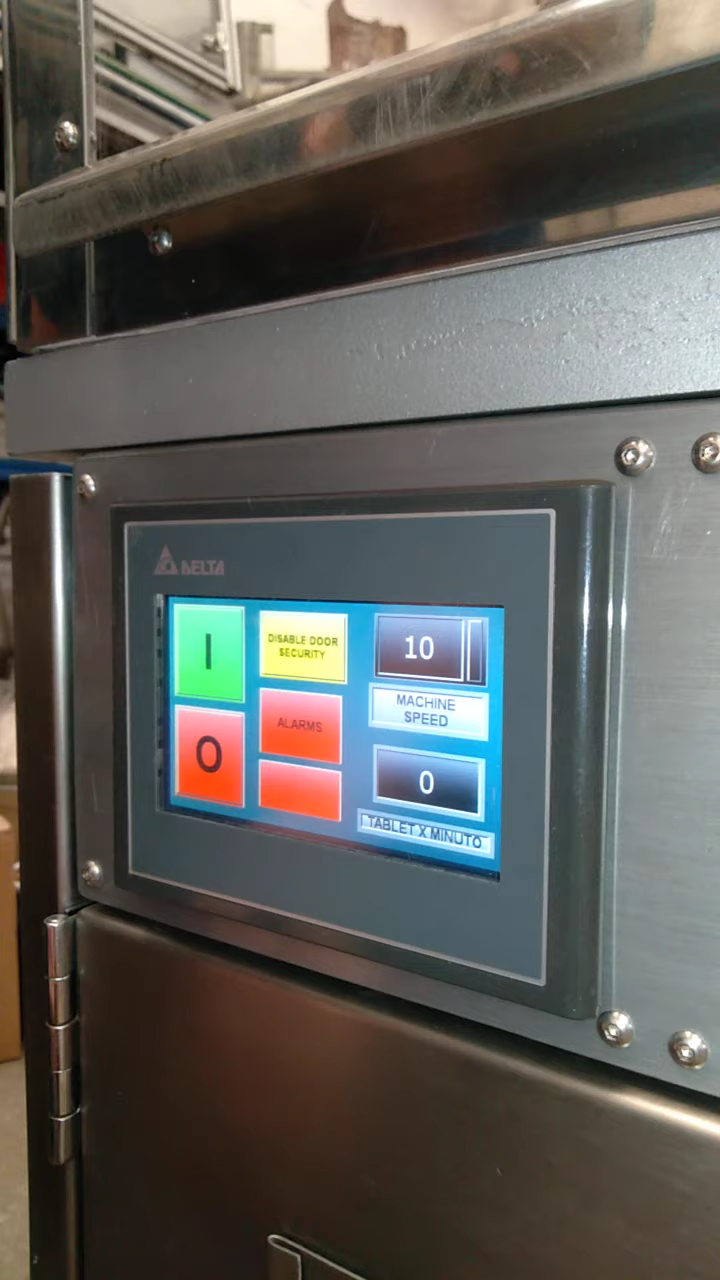 DELTA
I
DISABLE DOOR
SECURITY
10
MACHINE
SPEED
O
ALARMS
0
TABLET X MINUTO